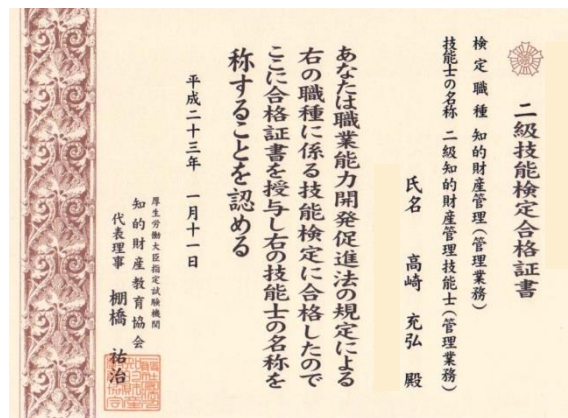 二級技能検定合格証書
検定職種 知的財産管理(管理業務)
技能士の名称 二級知的財産管理技能士(管理業務)
氏名 高崎 充弘 殿
あなたは職業能力開発促進法の規定による
右の職種に係る技能検定に合格したので
ここに合格証書を授与し右の技能士の名称を
称することを認める
平成二十三年 一月十一日
厚生労働大臣指定試験機関
知的財産教育協会
代表理事 棚橋 祐治